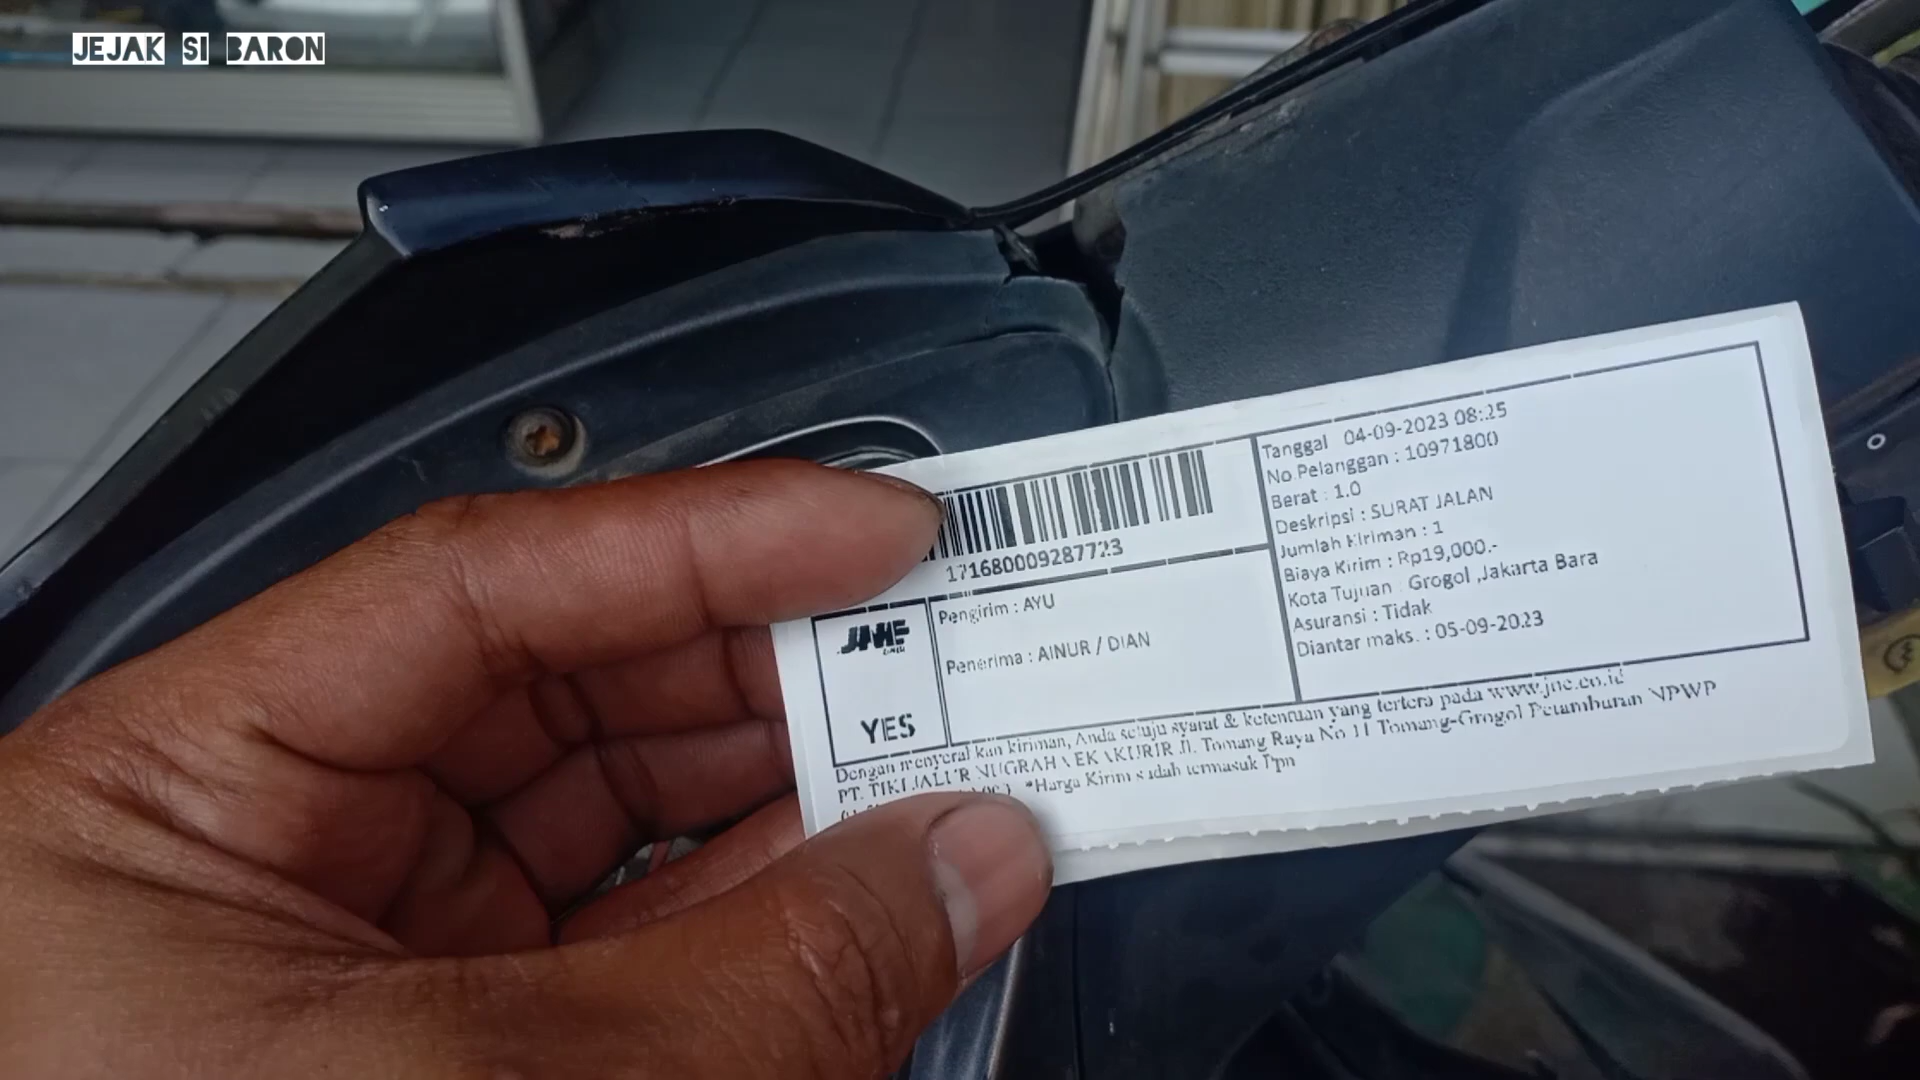 JEJAK SI BARON
171680009287723
JNE
YES
Pengirim : AYU
Penerima : AINUR / DIAN
Tanggal 04-09-2023 08:25
No.Pelanggan : 10971800
Berat : 1.0
Deskripsi : SURAT JALAN
Jumlah Kiriman : 1
Biaya Kirim : Rp19,000.-
Kota Tujuan : Grogol ,Jakarta Bara
Asuransi : Tidak
Diantar maks. : 05-09-2023
Dengan menyerahkan kiriman, Anda setuju syarat & ketentuan yang tertera pada www.jne.co.id
PT. TIKI JALUR NUGRAHA EKAKURIR Jl. Tomang Raya No 11 Tomang-Grogol Petamburan NPWP
*Harga Kirim sudah termasuk Ppn